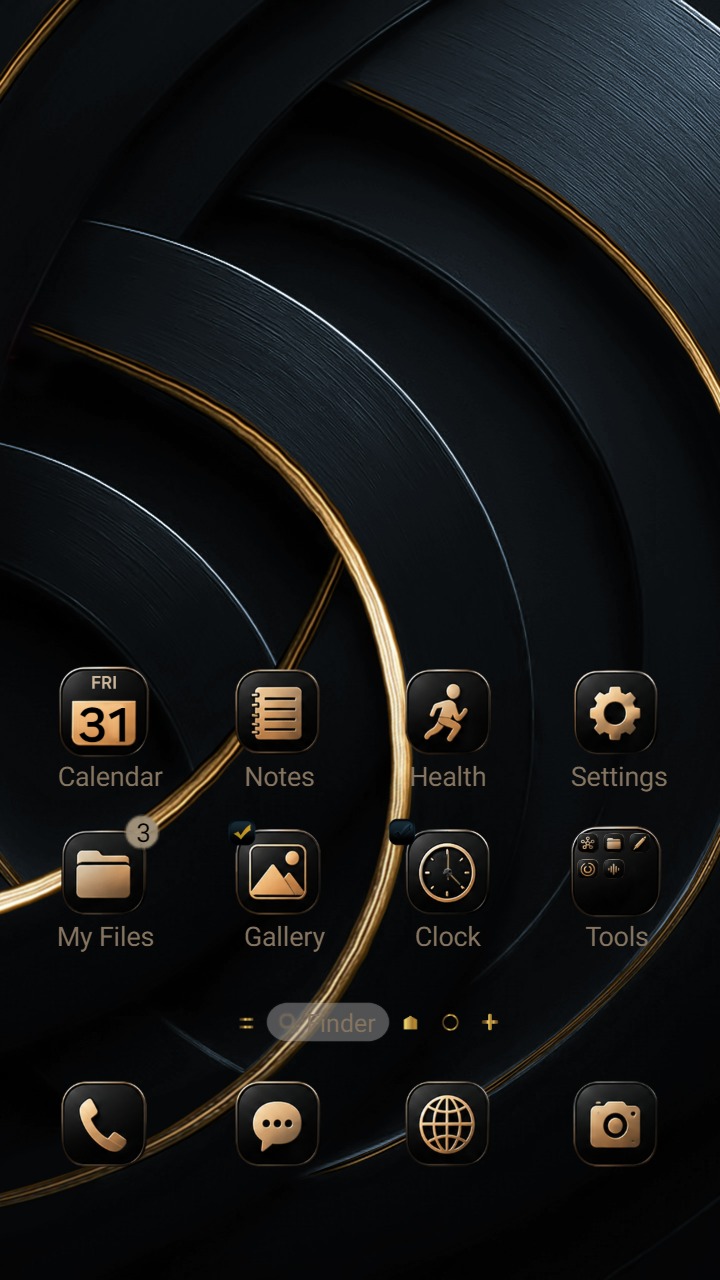 FRI
31
Calendar
Notes
Health
Settings
3
My Files
Gallery
Clock
Tools
Finder